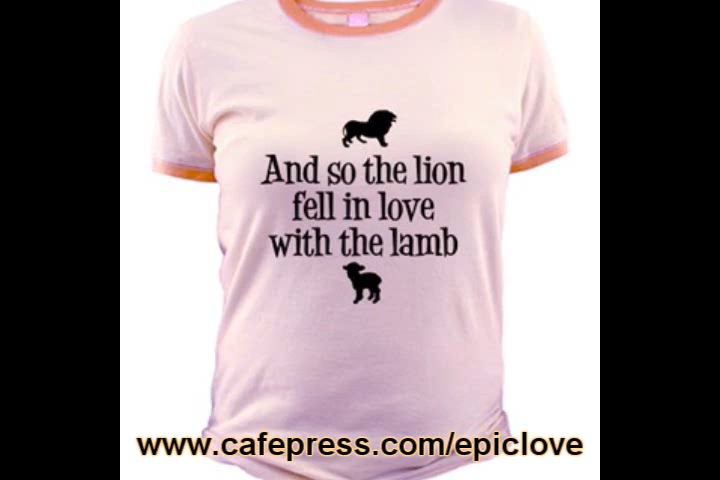 And so the lion
fell in love
with the lamb
www.cafepress.com/epiclove